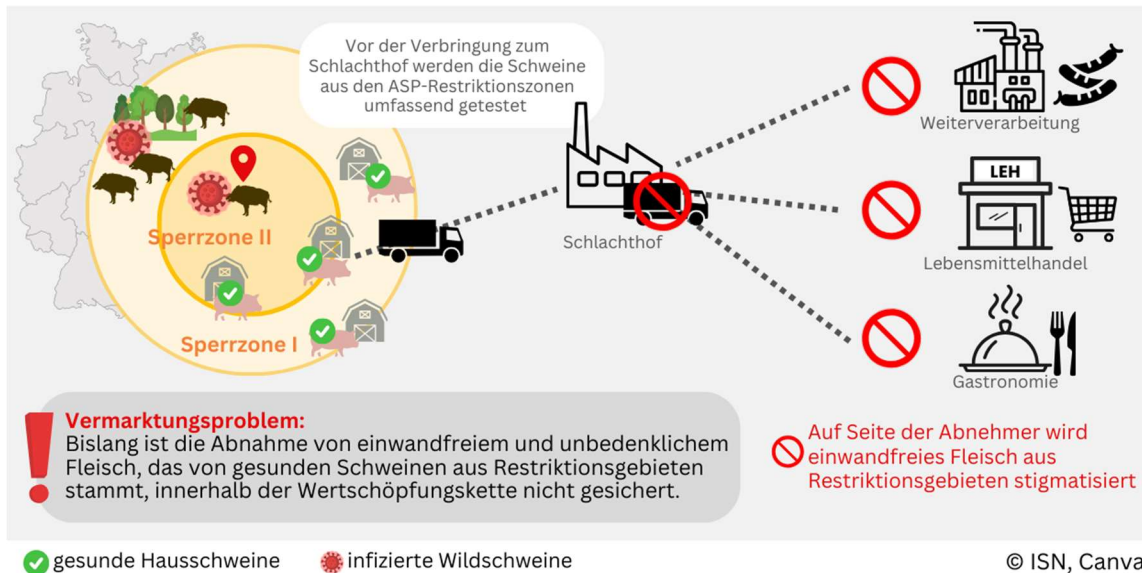 Vor der Verbringung zum
Schlachthof werden die Schweine
aus den ASP-Restriktionszonen
umfassend getestet
Sperrzone II
Sperrzone I
Schlachthof
Weiterverarbeitung
LEH
Lebensmittelhandel
Gastronomie
Vermarktungsproblem:
Bislang ist die Abnahme von einwandfreiem und unbedenklichem
Fleisch, das von gesunden Schweinen aus Restriktionsgebieten
stammt, innerhalb der Wertschöpfungskette nicht gesichert.
Auf Seite der Abnehmer wird
einwandfreies Fleisch aus
Restriktionsgebieten stigmatisiert
gesunde Hausschweine
infizierte Wildschweine
© ISN, Canva